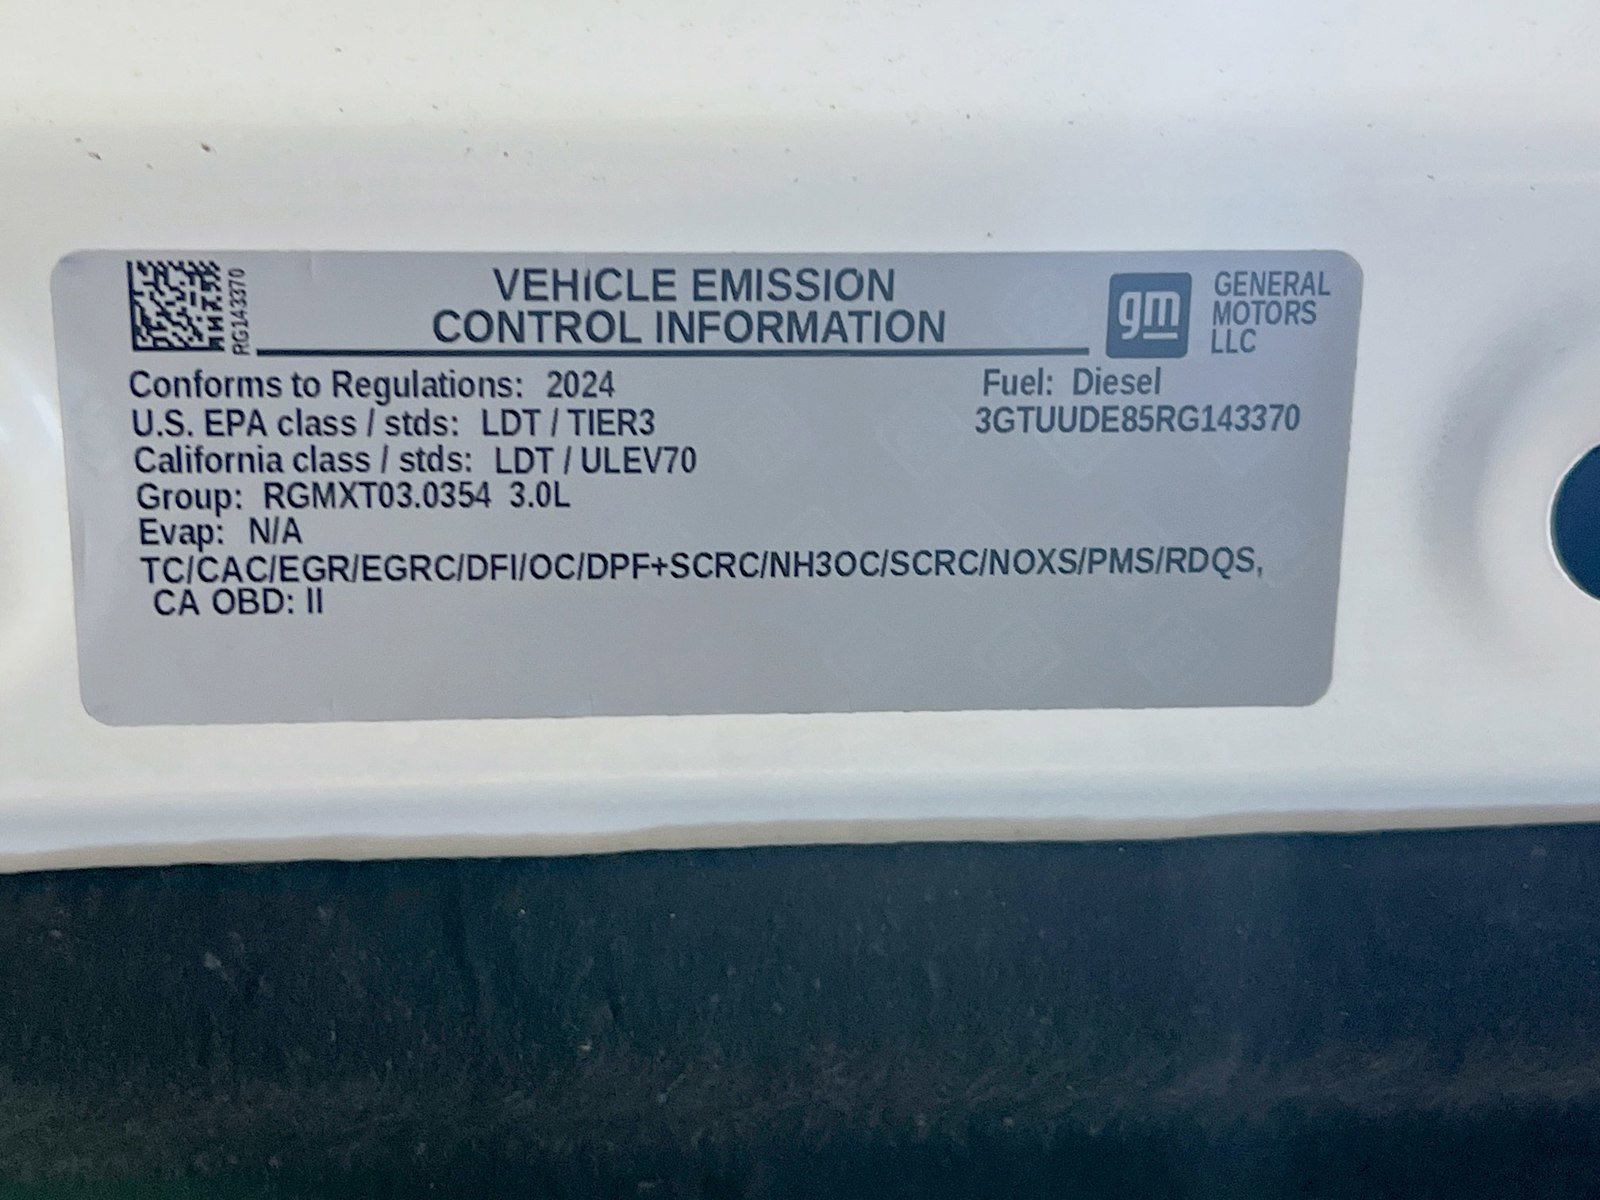 RG143370
VEHICLE EMISSION
CONTROL INFORMATION
gm
GENERAL
MOTORS
LLC
Conforms to Regulations: 2024
U.S. EPA class / stds: LDT / TIER3
California class / stds: LDT / ULEV70
Group: RGMXT03.0354 3.0L
Evap: N/A
Fuel: Diesel
3GTUUDE85RG143370
TC/CAC/EGR/EGRC/DFI/OC/DPF+SCRC/NH3OC/SCRC/NOXS/PMS/RDQS,
CA OBD: II